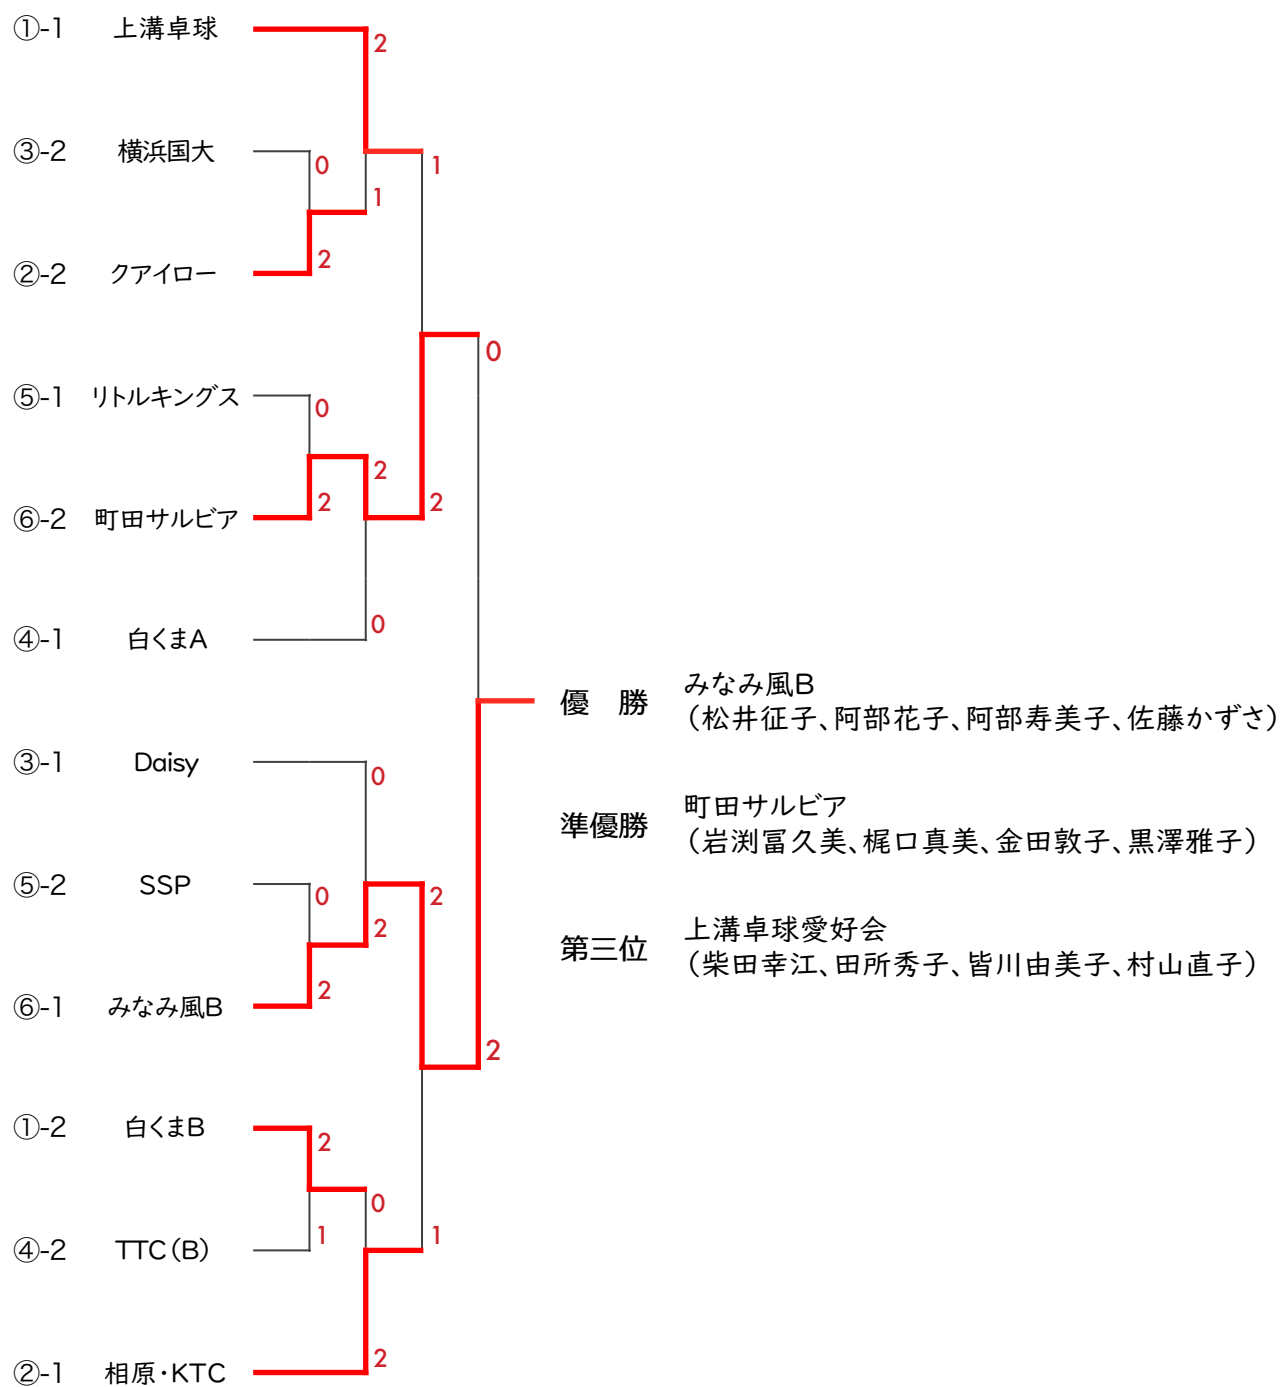 ①-1 上溝卓球
2
③-2 横浜国大
0
1
1
②-2 クアイロー
2
0
⑤-1 リトルキングス
0
2
⑥-2 町田サルビア
2
2
④-1 白くまA
0
優　勝 みなみ風B
（松井征子、阿部花子、阿部寿美子、佐藤かずさ）
③-1 Daisy
0
準優勝 町田サルビア
（岩渕冨久美、梶口真美、金田敦子、黒澤雅子）
⑤-2 SSP
0
2
2
第三位 上溝卓球愛好会
（柴田幸江、田所秀子、皆川由美子、村山直子）
⑥-1 みなみ風B
2
2
①-2 白くまB
2
0
④-2 TTC（B）
1
1
②-1 相原・KTC
2